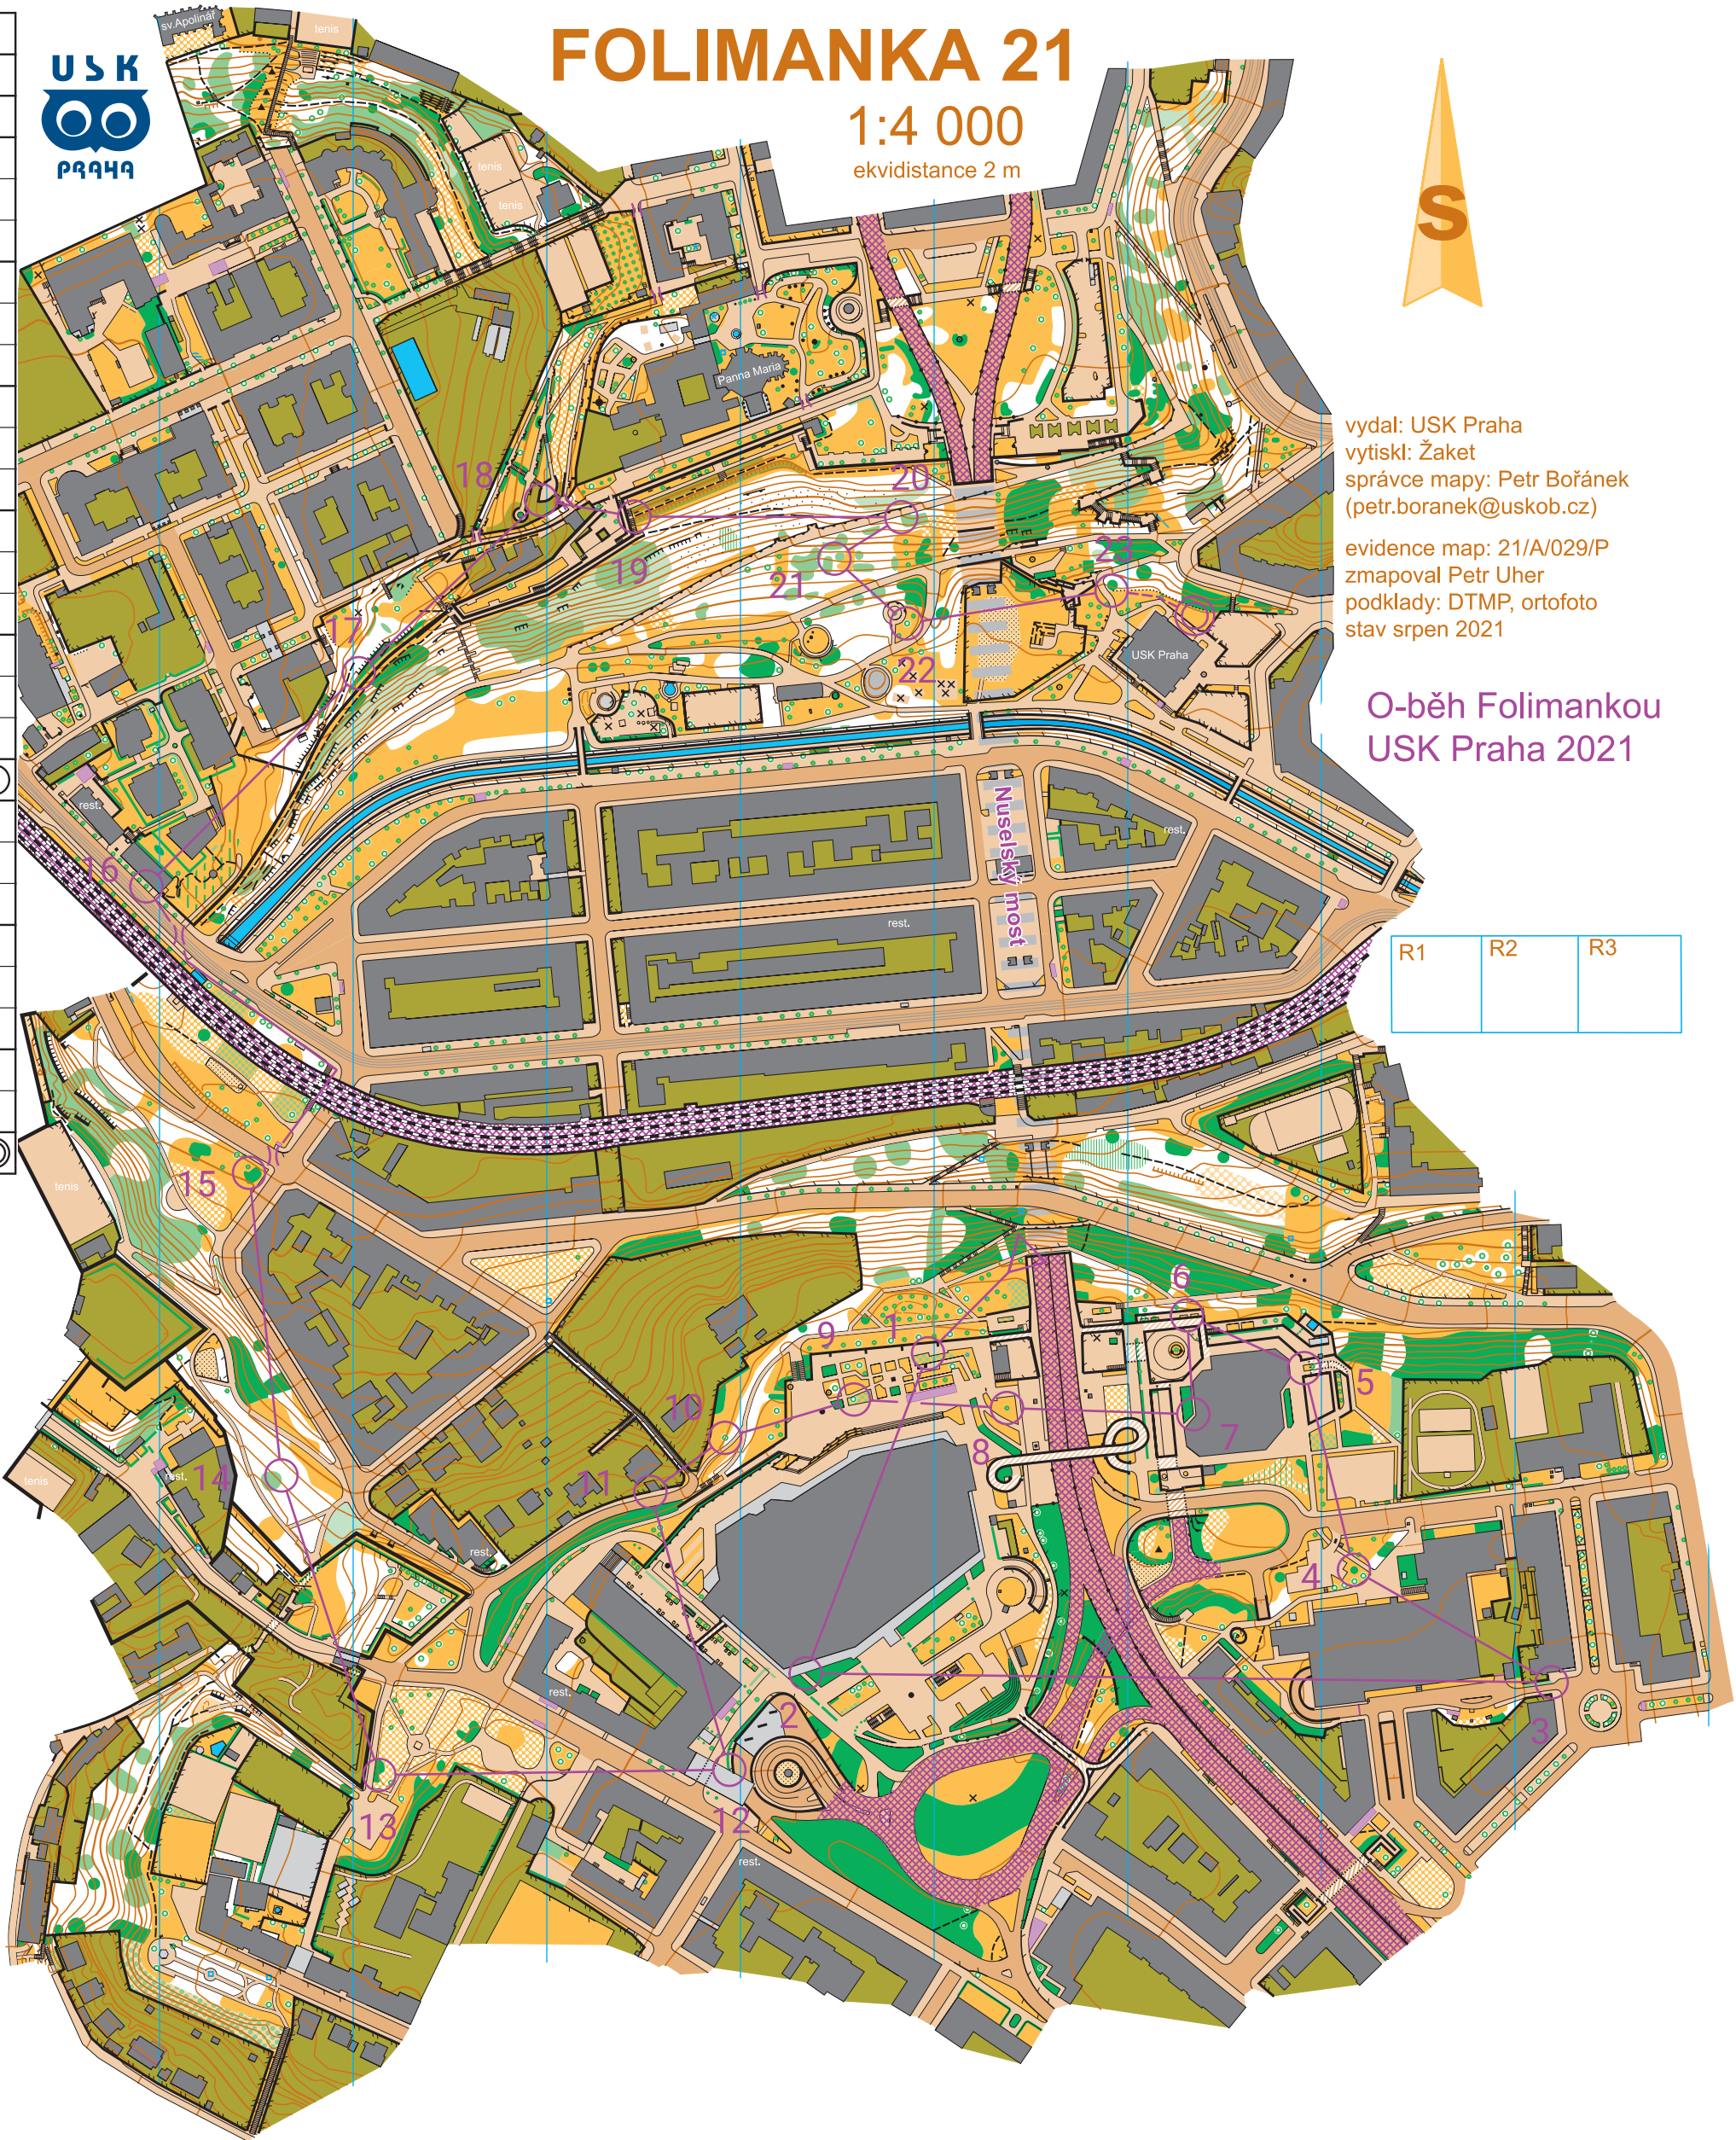 USK
PRAHA
FOLIMANKA 21
1:4 000
ekvidistance 2 m
S
sv.Apolinář
tenis
tenis
tenis
Panna Maria
vydal: USK Praha
vytiskl: Žaket
správce mapy: Petr Bořánek
(petr.boranek@uskob.cz)
evidence map: 21/A/029/P
zmapoval Petr Uher
podklady: DTMP, ortofoto
stav srpen 2021
O-běh Folimankou
USK Praha 2021
18
20
19
21
23
17
22
USK Praha
rest.
16
Nuselský most
rest.
rest.
R1 R2 R3
15
tenis
6
1
9
5
10
7
8
11
14
rest.
tenis
rest.
4
2
3
rest.
12
13
rest.